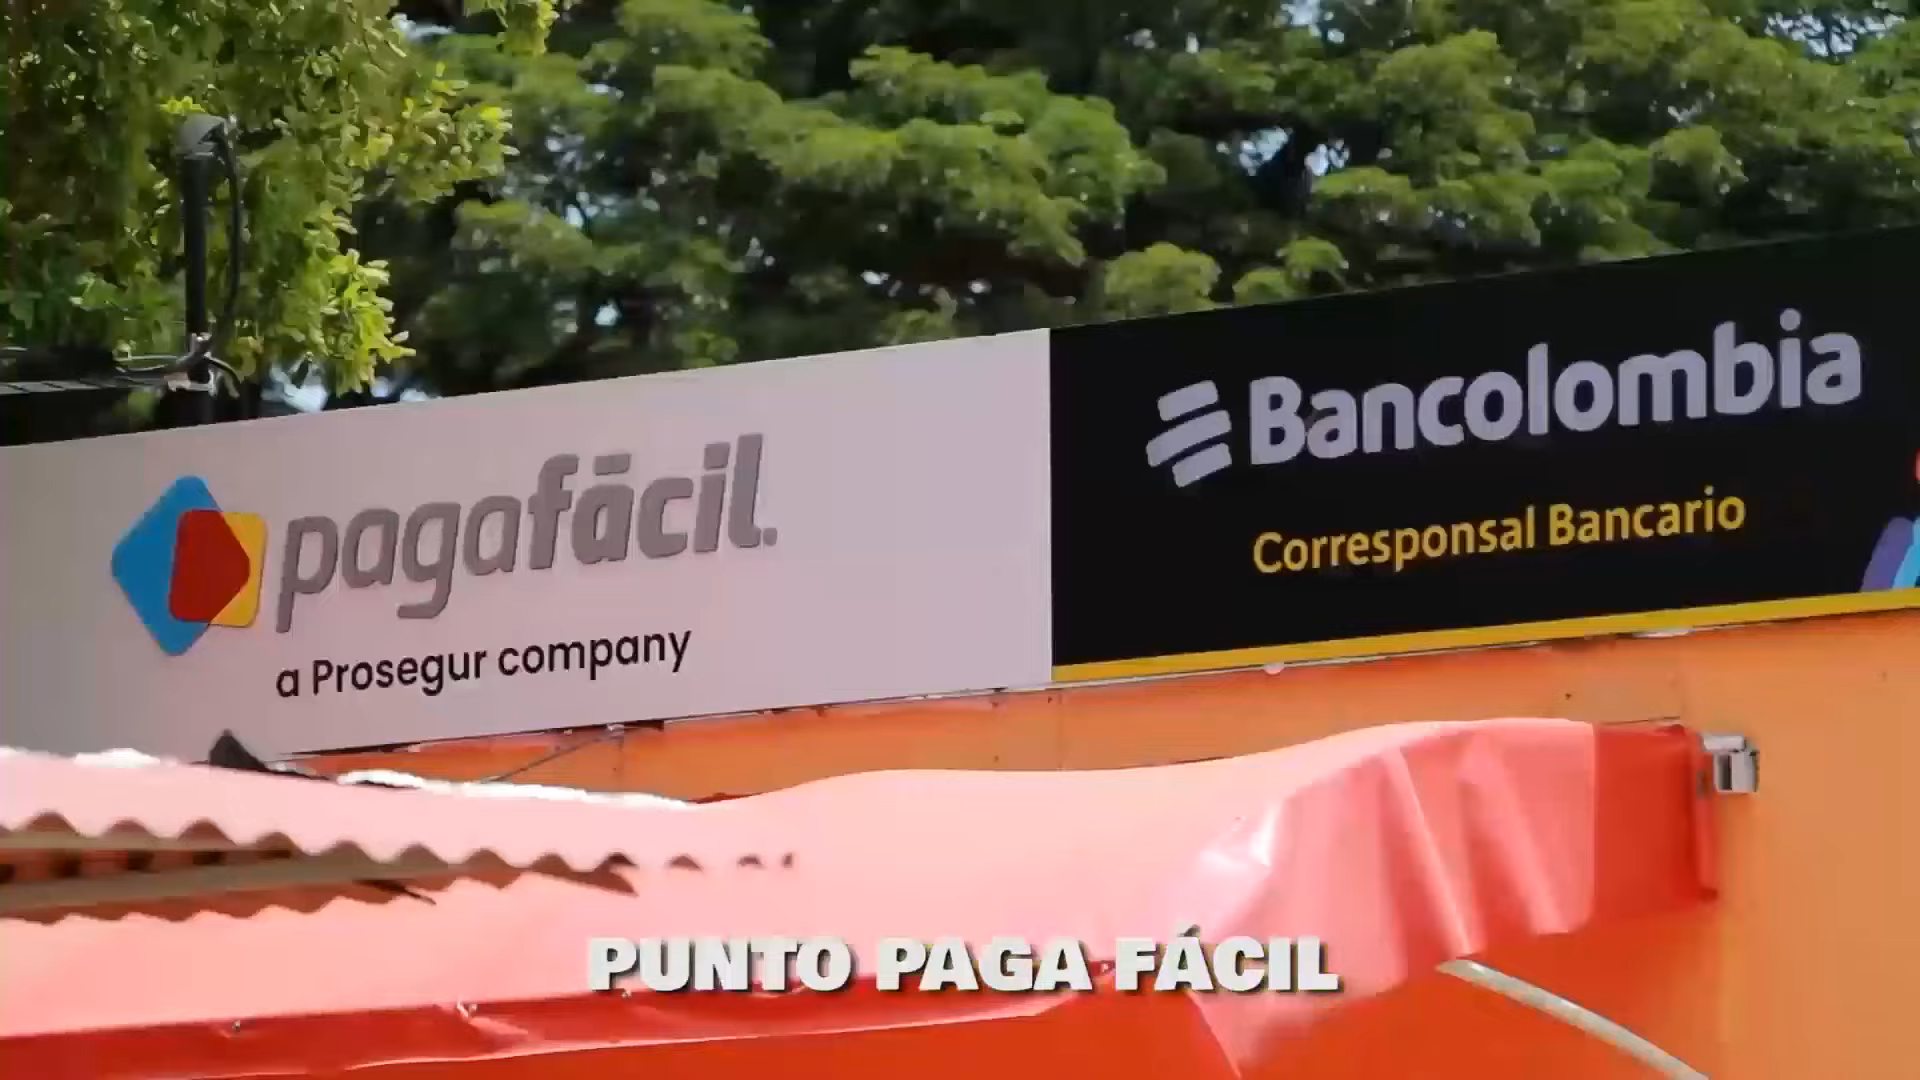 pagafácil.
a Prosegur company
Bancolombia
Corresponsal Bancario
PUNTO PAGA FÁCIL